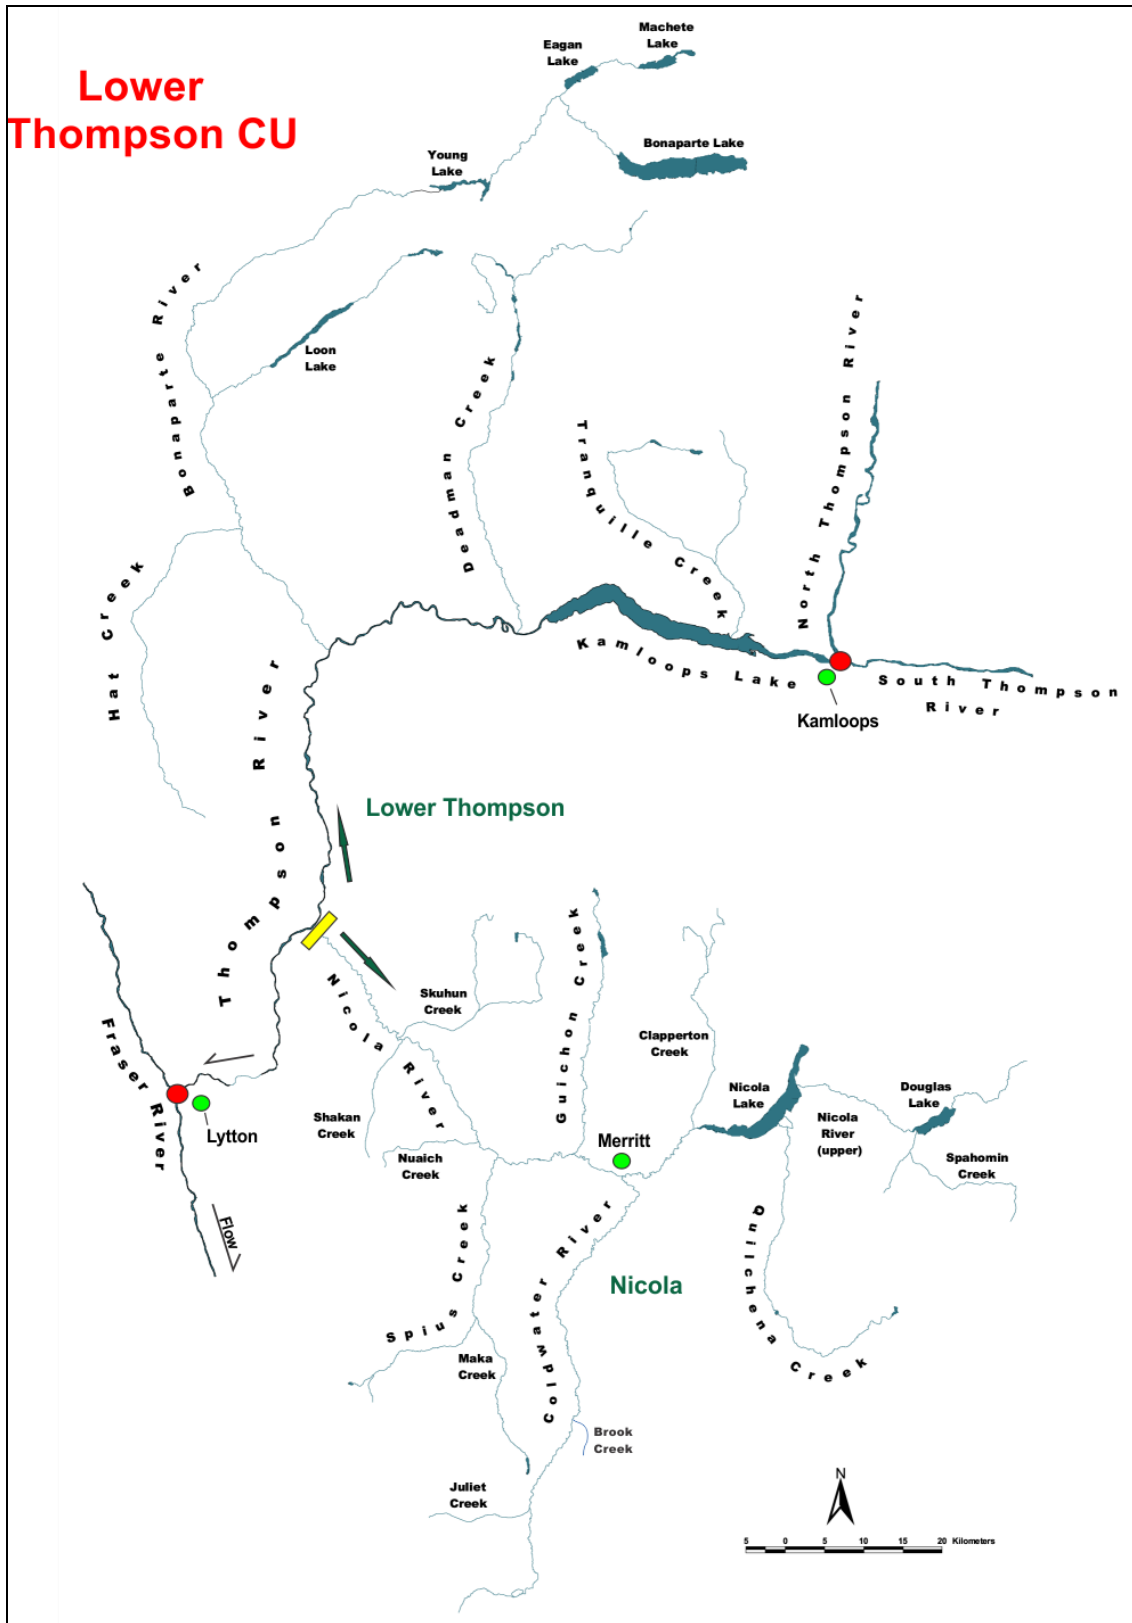 Lower
Thompson CU
Machete
Lake
Eagan
Lake
Bonaparte Lake
Young
Lake
Bonaparte River
Loon
Lake
Deadman Creek
Tranquille Creek
North Thompson River
Hat Creek
Kamloops Lake
South Thompson
River
Kamloops
Thompson River
Lower Thompson
Fraser River
Flow
Lytton
Nicola River
Skuhun
Creek
Shakan
Creek
Nuaich
Creek
Guichon Creek
Clapperton
Creek
Merritt
Nicola
Lake
Nicola
River
(upper)
Douglas
Lake
Spahomin
Creek
Quilchena Creek
Spius Creek
Coldwater River
Nicola
Maka
Creek
Brook
Creek
Juliet
Creek
N
5 0 5 10 15 20 Kilometers